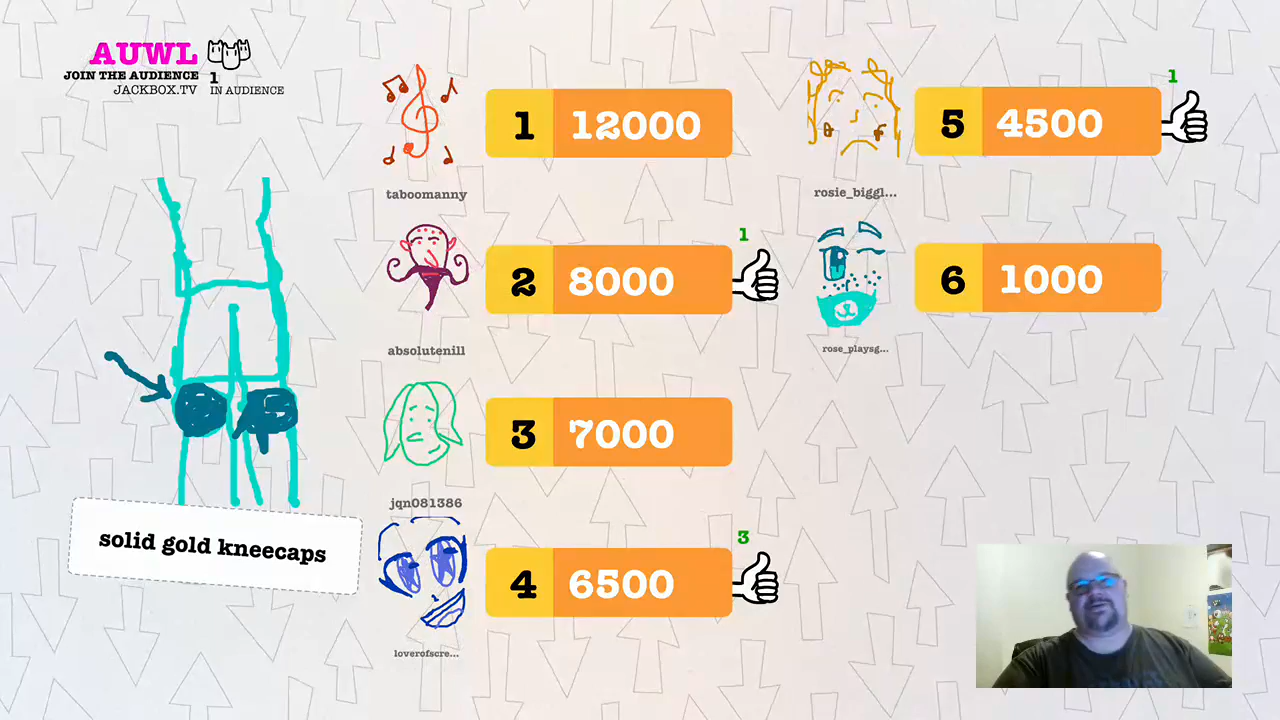 AUWL
JOIN THE AUDIENCE
JACKBOX.TV
1
IN AUDIENCE
solid gold kneecaps
1 12000
taboomanny
2 8000
1
absolutenill
3 7000
jqn081386
4 6500
3
loverofscre...
5 4500
1
rosie_biggl...
6 1000
rose_playsg...